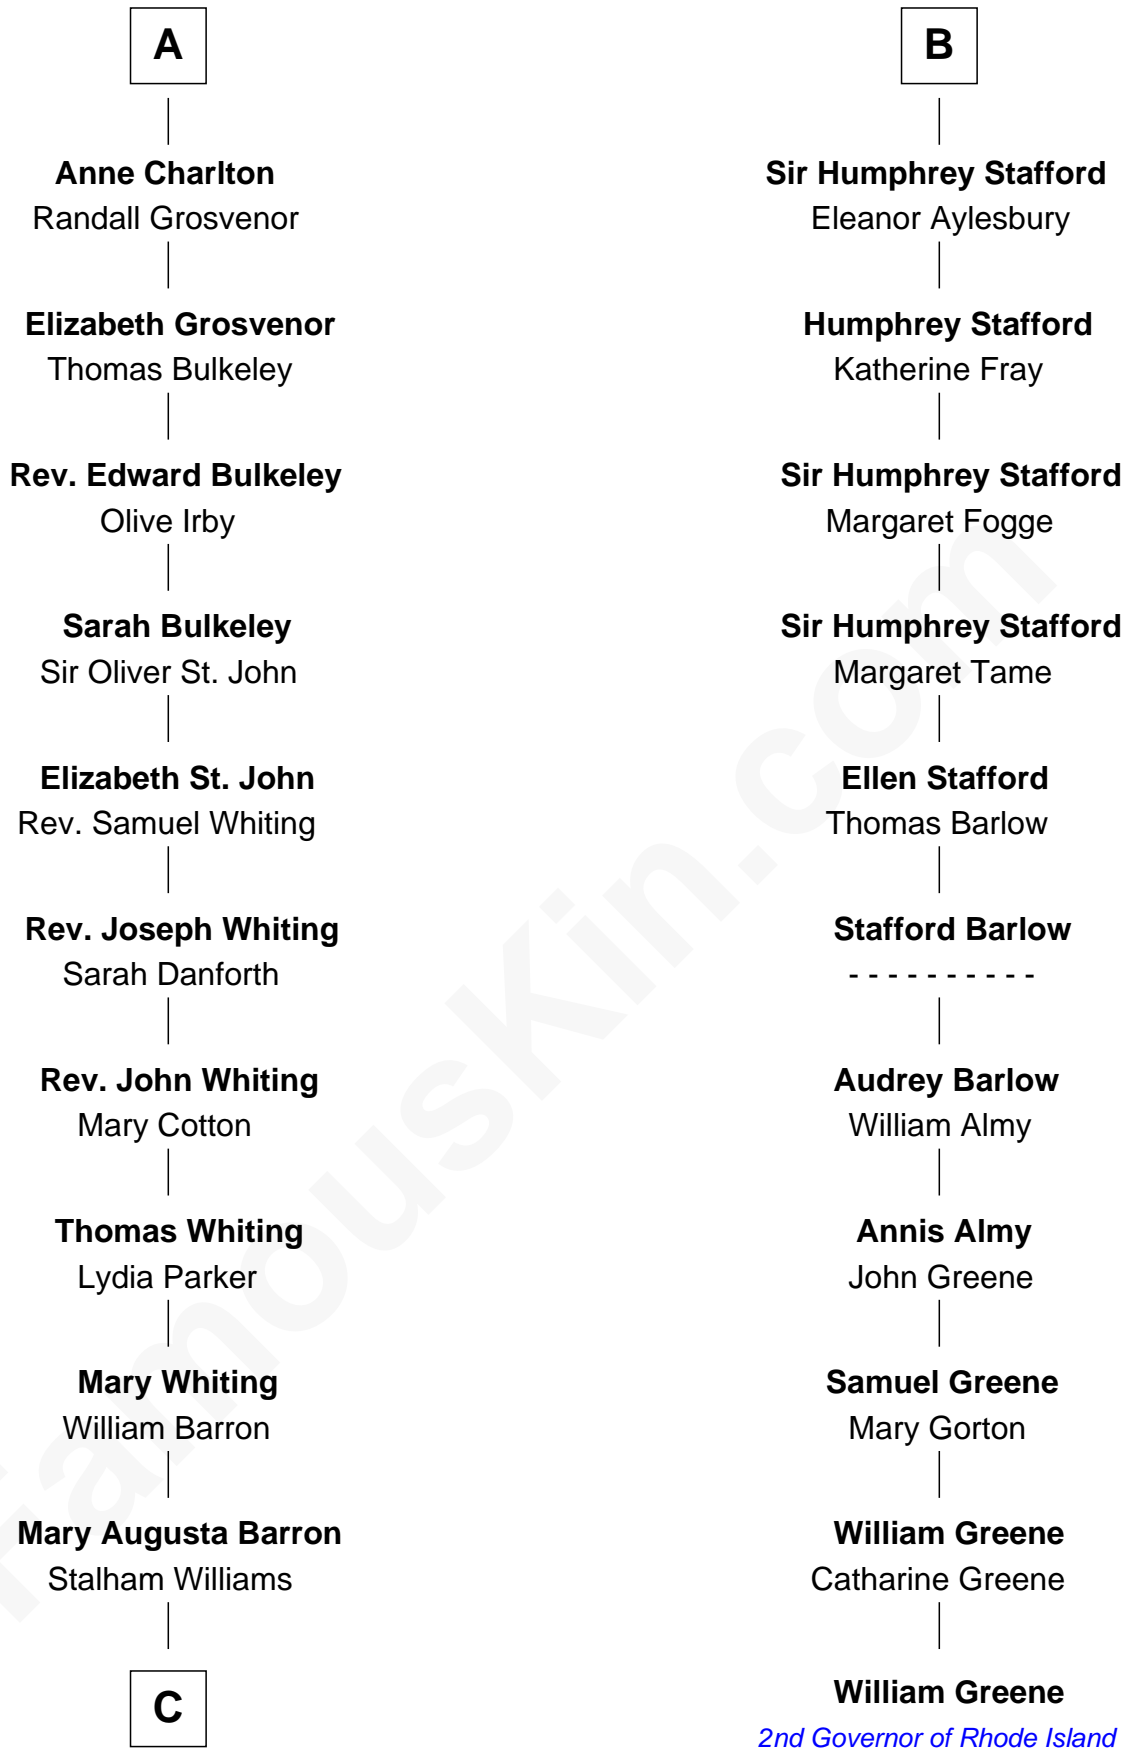 A
Anne Charlton
Randall Grosvenor
Elizabeth Grosvenor
Thomas Bulkeley
Rev. Edward Bulkeley
Olive Irby
Sarah Bulkeley
Sir Oliver St. John
Elizabeth St. John
Rev. Samuel Whiting
Rev. Joseph Whiting
Sarah Danforth
Rev. John Whiting
Mary Cotton
Thomas Whiting
Lydia Parker
Mary Whiting
William Barron
Mary Augusta Barron
Stalham Williams
C
B
Sir Humphrey Stafford
Eleanor Aylesbury
Humphrey Stafford
Katherine Fray
Sir Humphrey Stafford
Margaret Fogge
Sir Humphrey Stafford
Margaret Tame
Ellen Stafford
Thomas Barlow
Stafford Barlow
- - - - - - - - - -
Audrey Barlow
William Almy
Annis Almy
John Greene
Samuel Greene
Mary Gorton
William Greene
Catharine Greene
William Greene
2nd Governor of Rhode Island
FamousKin.com